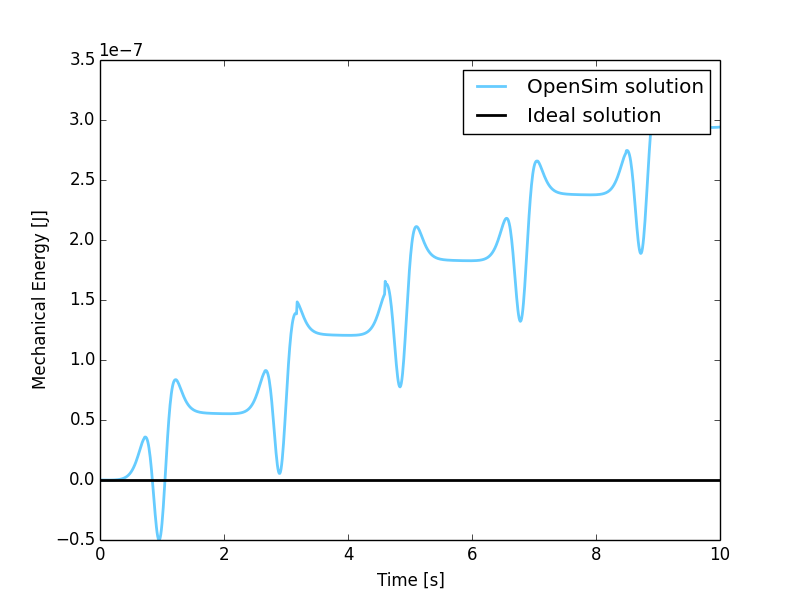 1e−7
3.5
3.0
2.5
2.0
1.5
1.0
0.5
0.0
−0.5
Mechanical Energy [J]
OpenSim solution
Ideal solution
0 2 4 6 8 10
Time [s]